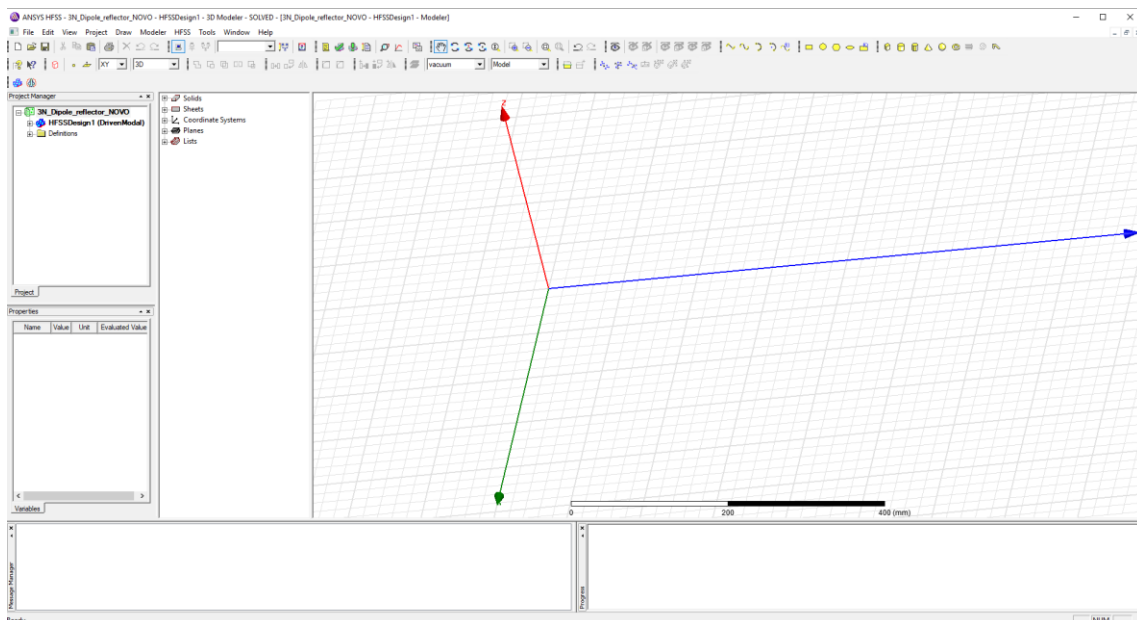 ANSYS HFSS - 3N_Dipole_reflector_NOVO - HFSSDesign1 - 3D Modeler - SOLVED - [3N_Dipole_reflector_NOVO - HFSSDesign1 - Modeler]
File Edit View Project Draw Modeler HFSS Tools Window Help
XY 3D vacuum Model
Project Manager
3N_Dipole_reflector_NOVO
HFSSDesign1 (DrivenModal)
Definitions
Project
Properties
Name Value Unit Evaluated Value
Variables
Solids
Sheets
Coordinate Systems
Planes
Lists
Z
0 200 400 (mm)
Message Manager
Progress
Ready
NUM